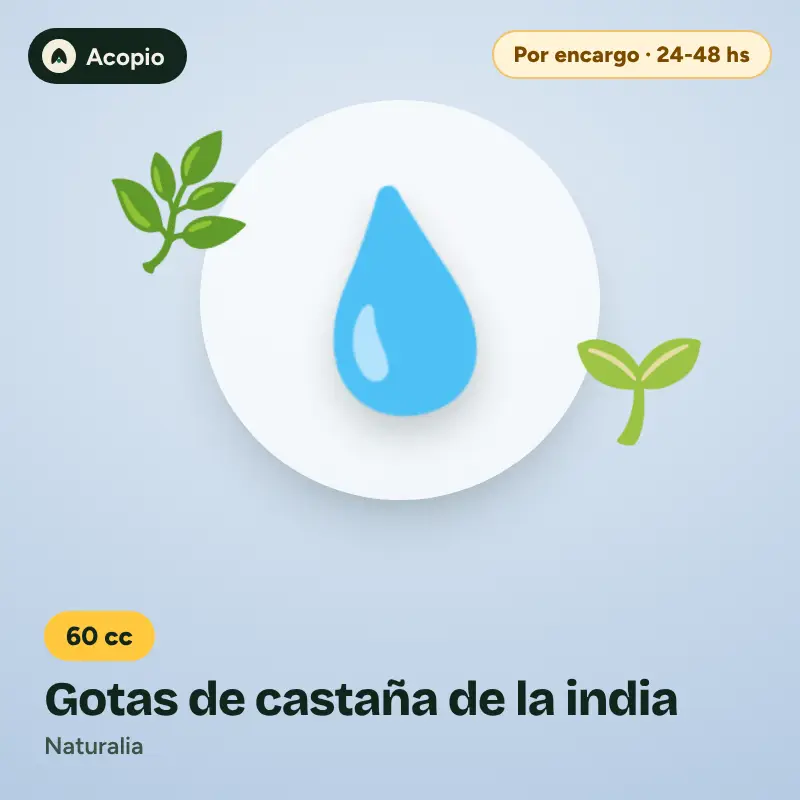 Acopio
Por encargo · 24-48 hs
60 cc
Gotas de castaña de la india
Naturalia